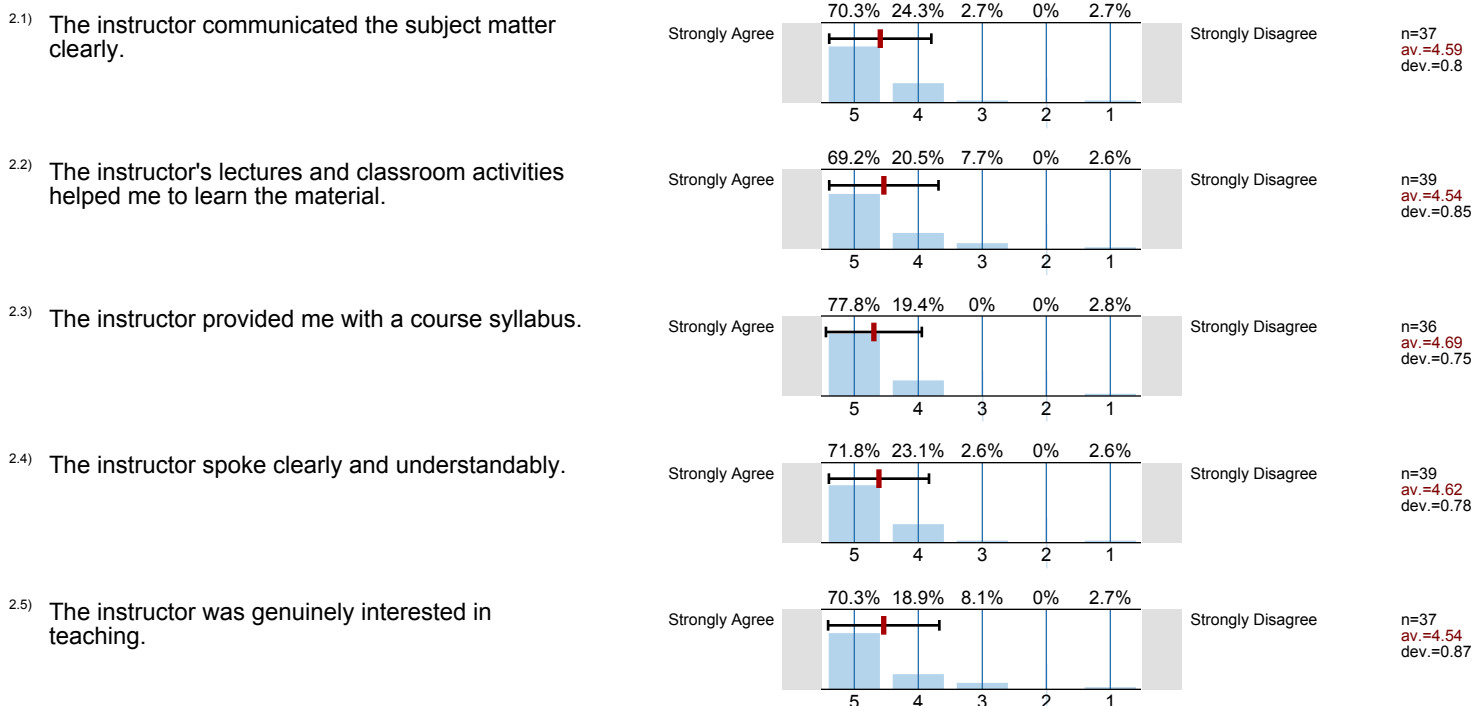 2.1) The instructor communicated the subject matter
clearly.
Strongly Agree
70.3% 24.3% 2.7% 0% 2.7%
5 4 3 2 1
Strongly Disagree
n=37
av.=4.59
dev.=0.8
2.2) The instructor's lectures and classroom activities
helped me to learn the material.
Strongly Agree
69.2% 20.5% 7.7% 0% 2.6%
5 4 3 2 1
Strongly Disagree
n=39
av.=4.54
dev.=0.85
2.3) The instructor provided me with a course syllabus.
Strongly Agree
77.8% 19.4% 0% 0% 2.8%
5 4 3 2 1
Strongly Disagree
n=36
av.=4.69
dev.=0.75
2.4) The instructor spoke clearly and understandably.
Strongly Agree
71.8% 23.1% 2.6% 0% 2.6%
5 4 3 2 1
Strongly Disagree
n=39
av.=4.62
dev.=0.78
2.5) The instructor was genuinely interested in
teaching.
Strongly Agree
70.3% 18.9% 8.1% 0% 2.7%
5 4 3 2 1
Strongly Disagree
n=37
av.=4.54
dev.=0.87